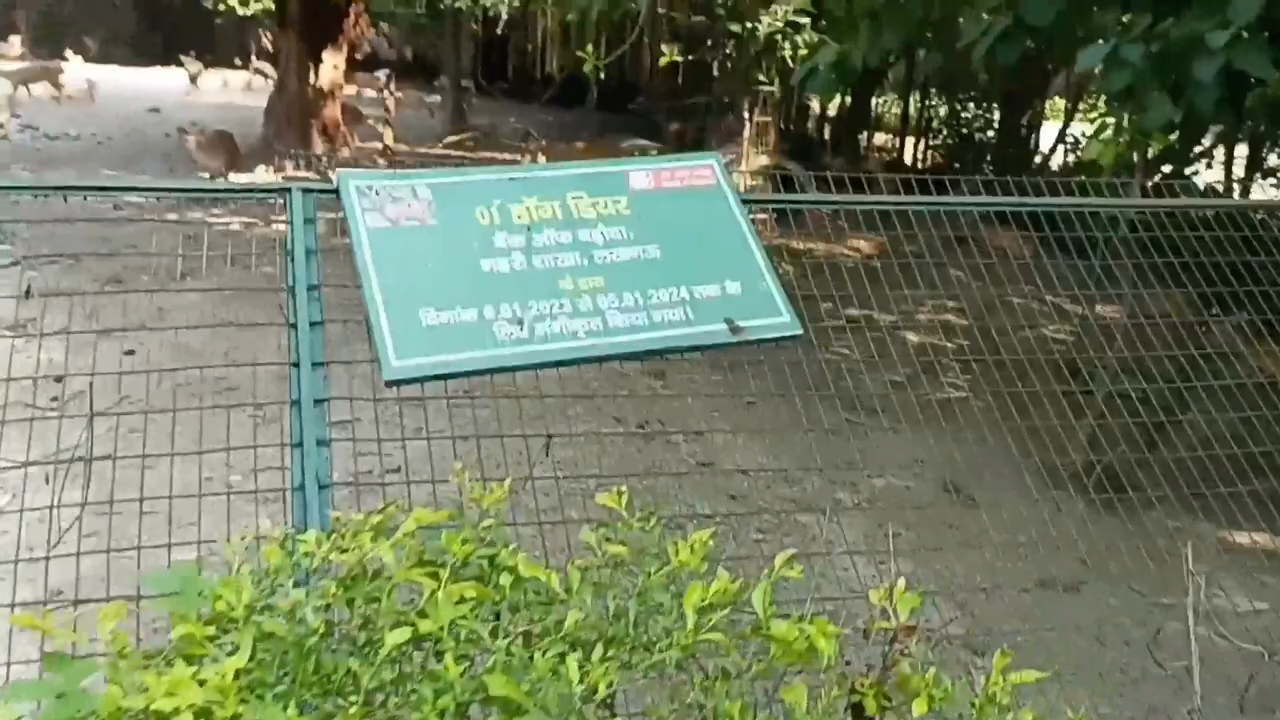 01 हॉग डियर
बैंक ऑफ बड़ौदा,
शाखा, लखनऊ
के द्वारा
दिनांक 6.01.2023 से 05.01.2024 तक के
लिए अंगीकृत किया गया।